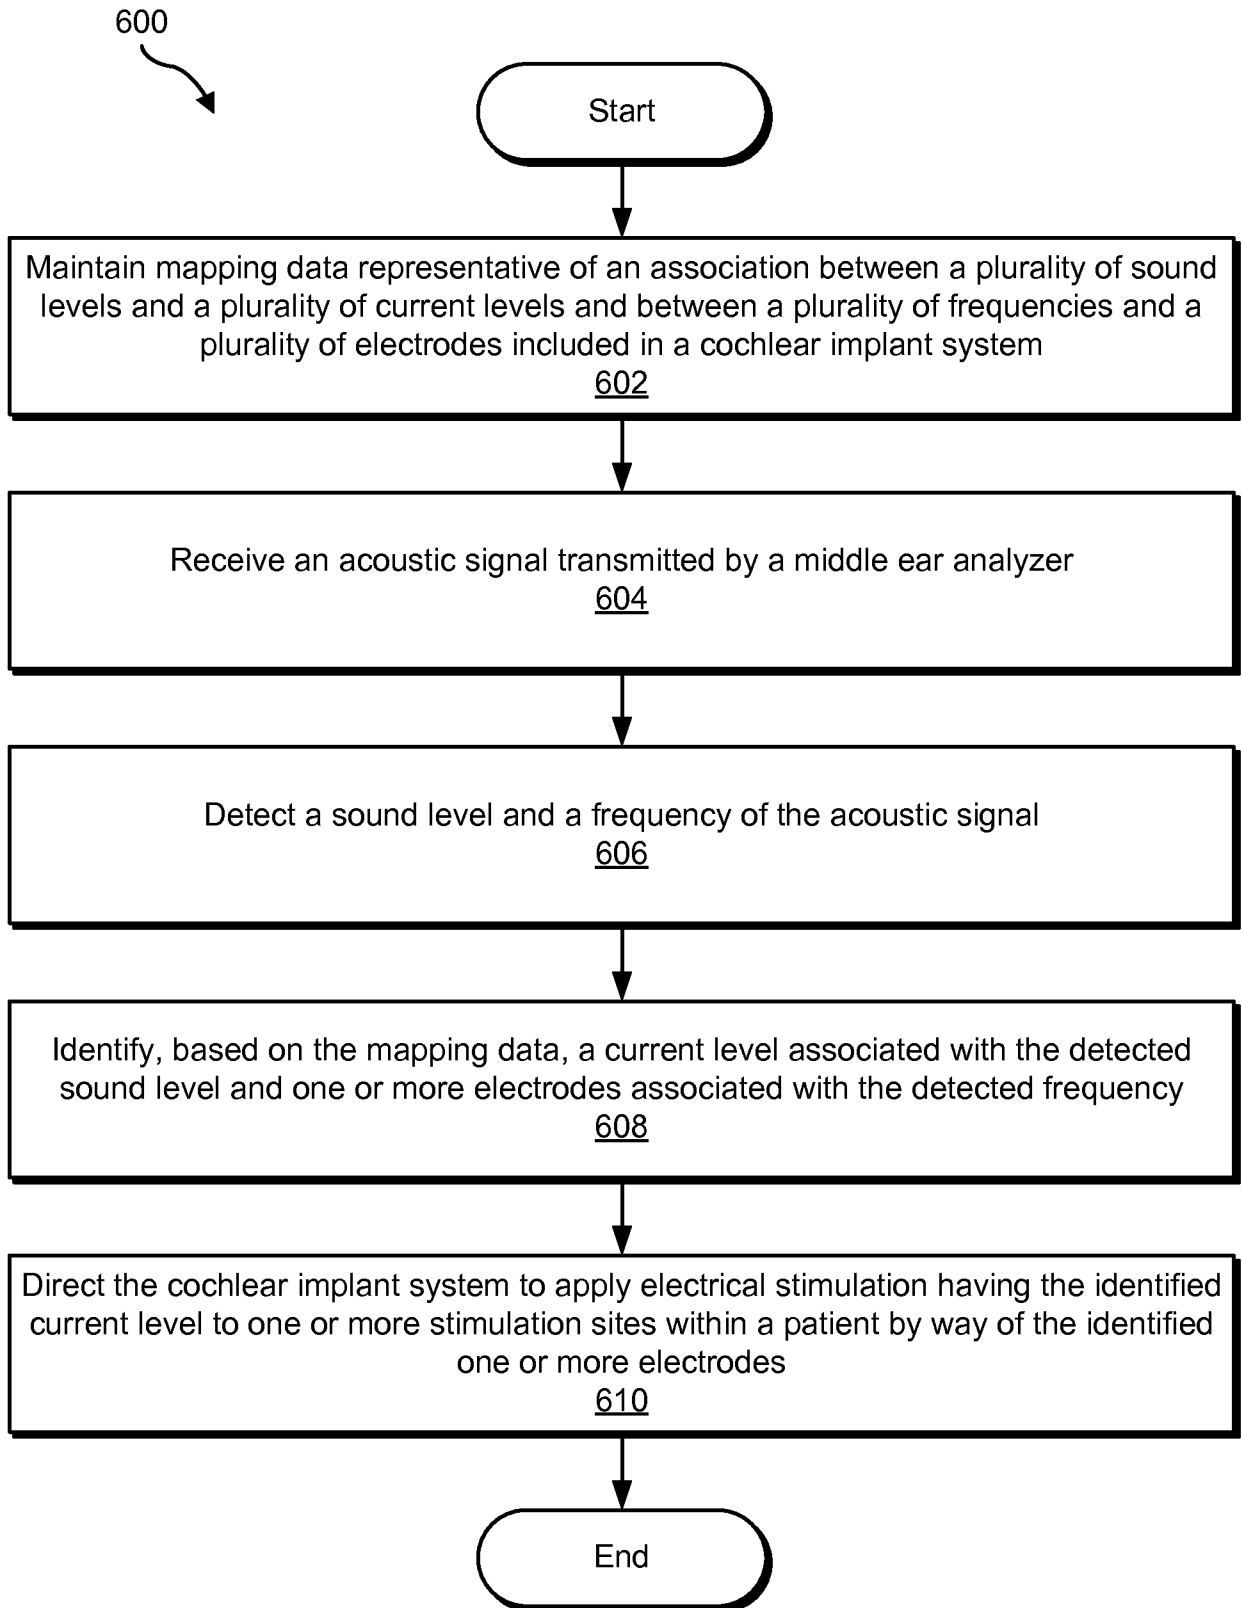 600
Start
Maintain mapping data representative of an association between a plurality of sound
levels and a plurality of current levels and between a plurality of frequencies and a
plurality of electrodes included in a cochlear implant system
602
Receive an acoustic signal transmitted by a middle ear analyzer
604
Detect a sound level and a frequency of the acoustic signal
606
Identify, based on the mapping data, a current level associated with the detected
sound level and one or more electrodes associated with the detected frequency
608
Direct the cochlear implant system to apply electrical stimulation having the identified
current level to one or more stimulation sites within a patient by way of the identified
one or more electrodes
610
End